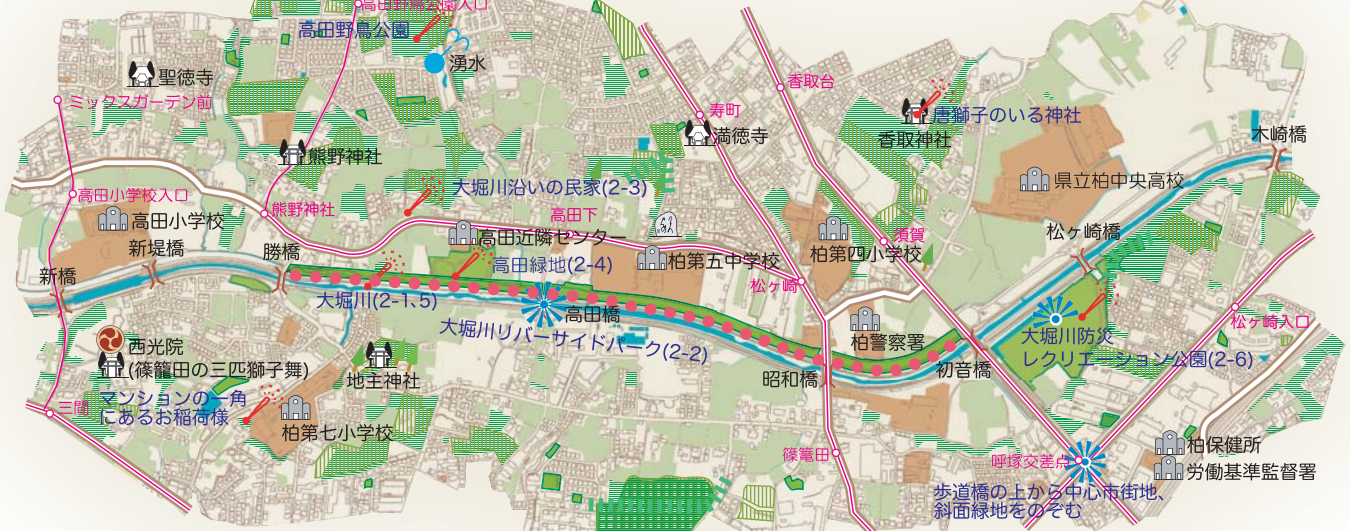 高田野鳥公園入口
高田野鳥公園
湧水
聖徳寺
ミックスガーデン前
香取台
寿町
満徳寺
唐獅子のいる神社
香取神社
木崎橋
熊野神社
大堀川沿いの民家(2-3)
県立柏中央高校
高田小学校入口
熊野神社
高田下
高田小学校
高田近隣センター
須賀
松ヶ崎橋
新堤橋
勝橋
柏第四小学校
高田緑地(2-4)
柏第五中学校
新橋
松ヶ崎
大堀川(2-1、5)
高田橋
松ヶ崎入口
大堀川リバーサイドパーク(2-2)
柏警察署
大堀川防災
レクリエーション公園(2-6)
西光院
(篠籠田の三匹獅子舞)
地主神社
昭和橋
初音橋
マンションの一角
にあるお稲荷様
三間
柏第七小学校
篠籠田
呼塚交差点
柏保健所
労働基準監督署
歩道橋の上から中心市街地、
斜面緑地をのぞむ